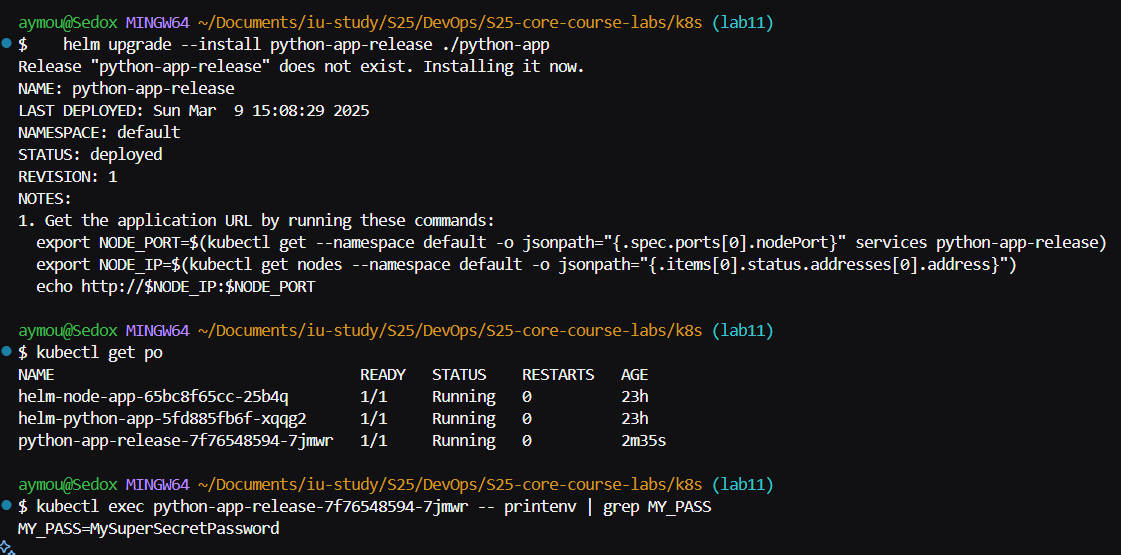 aymou@Sedox MINGW64 ~/Documents/iu-study/S25/DevOps/S25-core-course-labs/k8s (lab11)
$    helm upgrade --install python-app-release ./python-app
Release "python-app-release" does not exist. Installing it now.
NAME: python-app-release
LAST DEPLOYED: Sun Mar  9 15:08:29 2025
NAMESPACE: default
STATUS: deployed
REVISION: 1
NOTES:
1. Get the application URL by running these commands:
  export NODE_PORT=$(kubectl get --namespace default -o jsonpath="{.spec.ports[0].nodePort}" services python-app-release)
  export NODE_IP=$(kubectl get nodes --namespace default -o jsonpath="{.items[0].status.addresses[0].address}")
  echo http://$NODE_IP:$NODE_PORT
aymou@Sedox MINGW64 ~/Documents/iu-study/S25/DevOps/S25-core-course-labs/k8s (lab11)
$ kubectl get po
NAME                                  READY   STATUS    RESTARTS   AGE
helm-node-app-65bc8f65cc-25b4q        1/1     Running   0          23h
helm-python-app-5fd885fb6f-xqqg2      1/1     Running   0          23h
python-app-release-7f76548594-7jmwr   1/1     Running   0          2m35s
aymou@Sedox MINGW64 ~/Documents/iu-study/S25/DevOps/S25-core-course-labs/k8s (lab11)
$ kubectl exec python-app-release-7f76548594-7jmwr -- printenv | grep MY_PASS
MY_PASS=MySuperSecretPassword